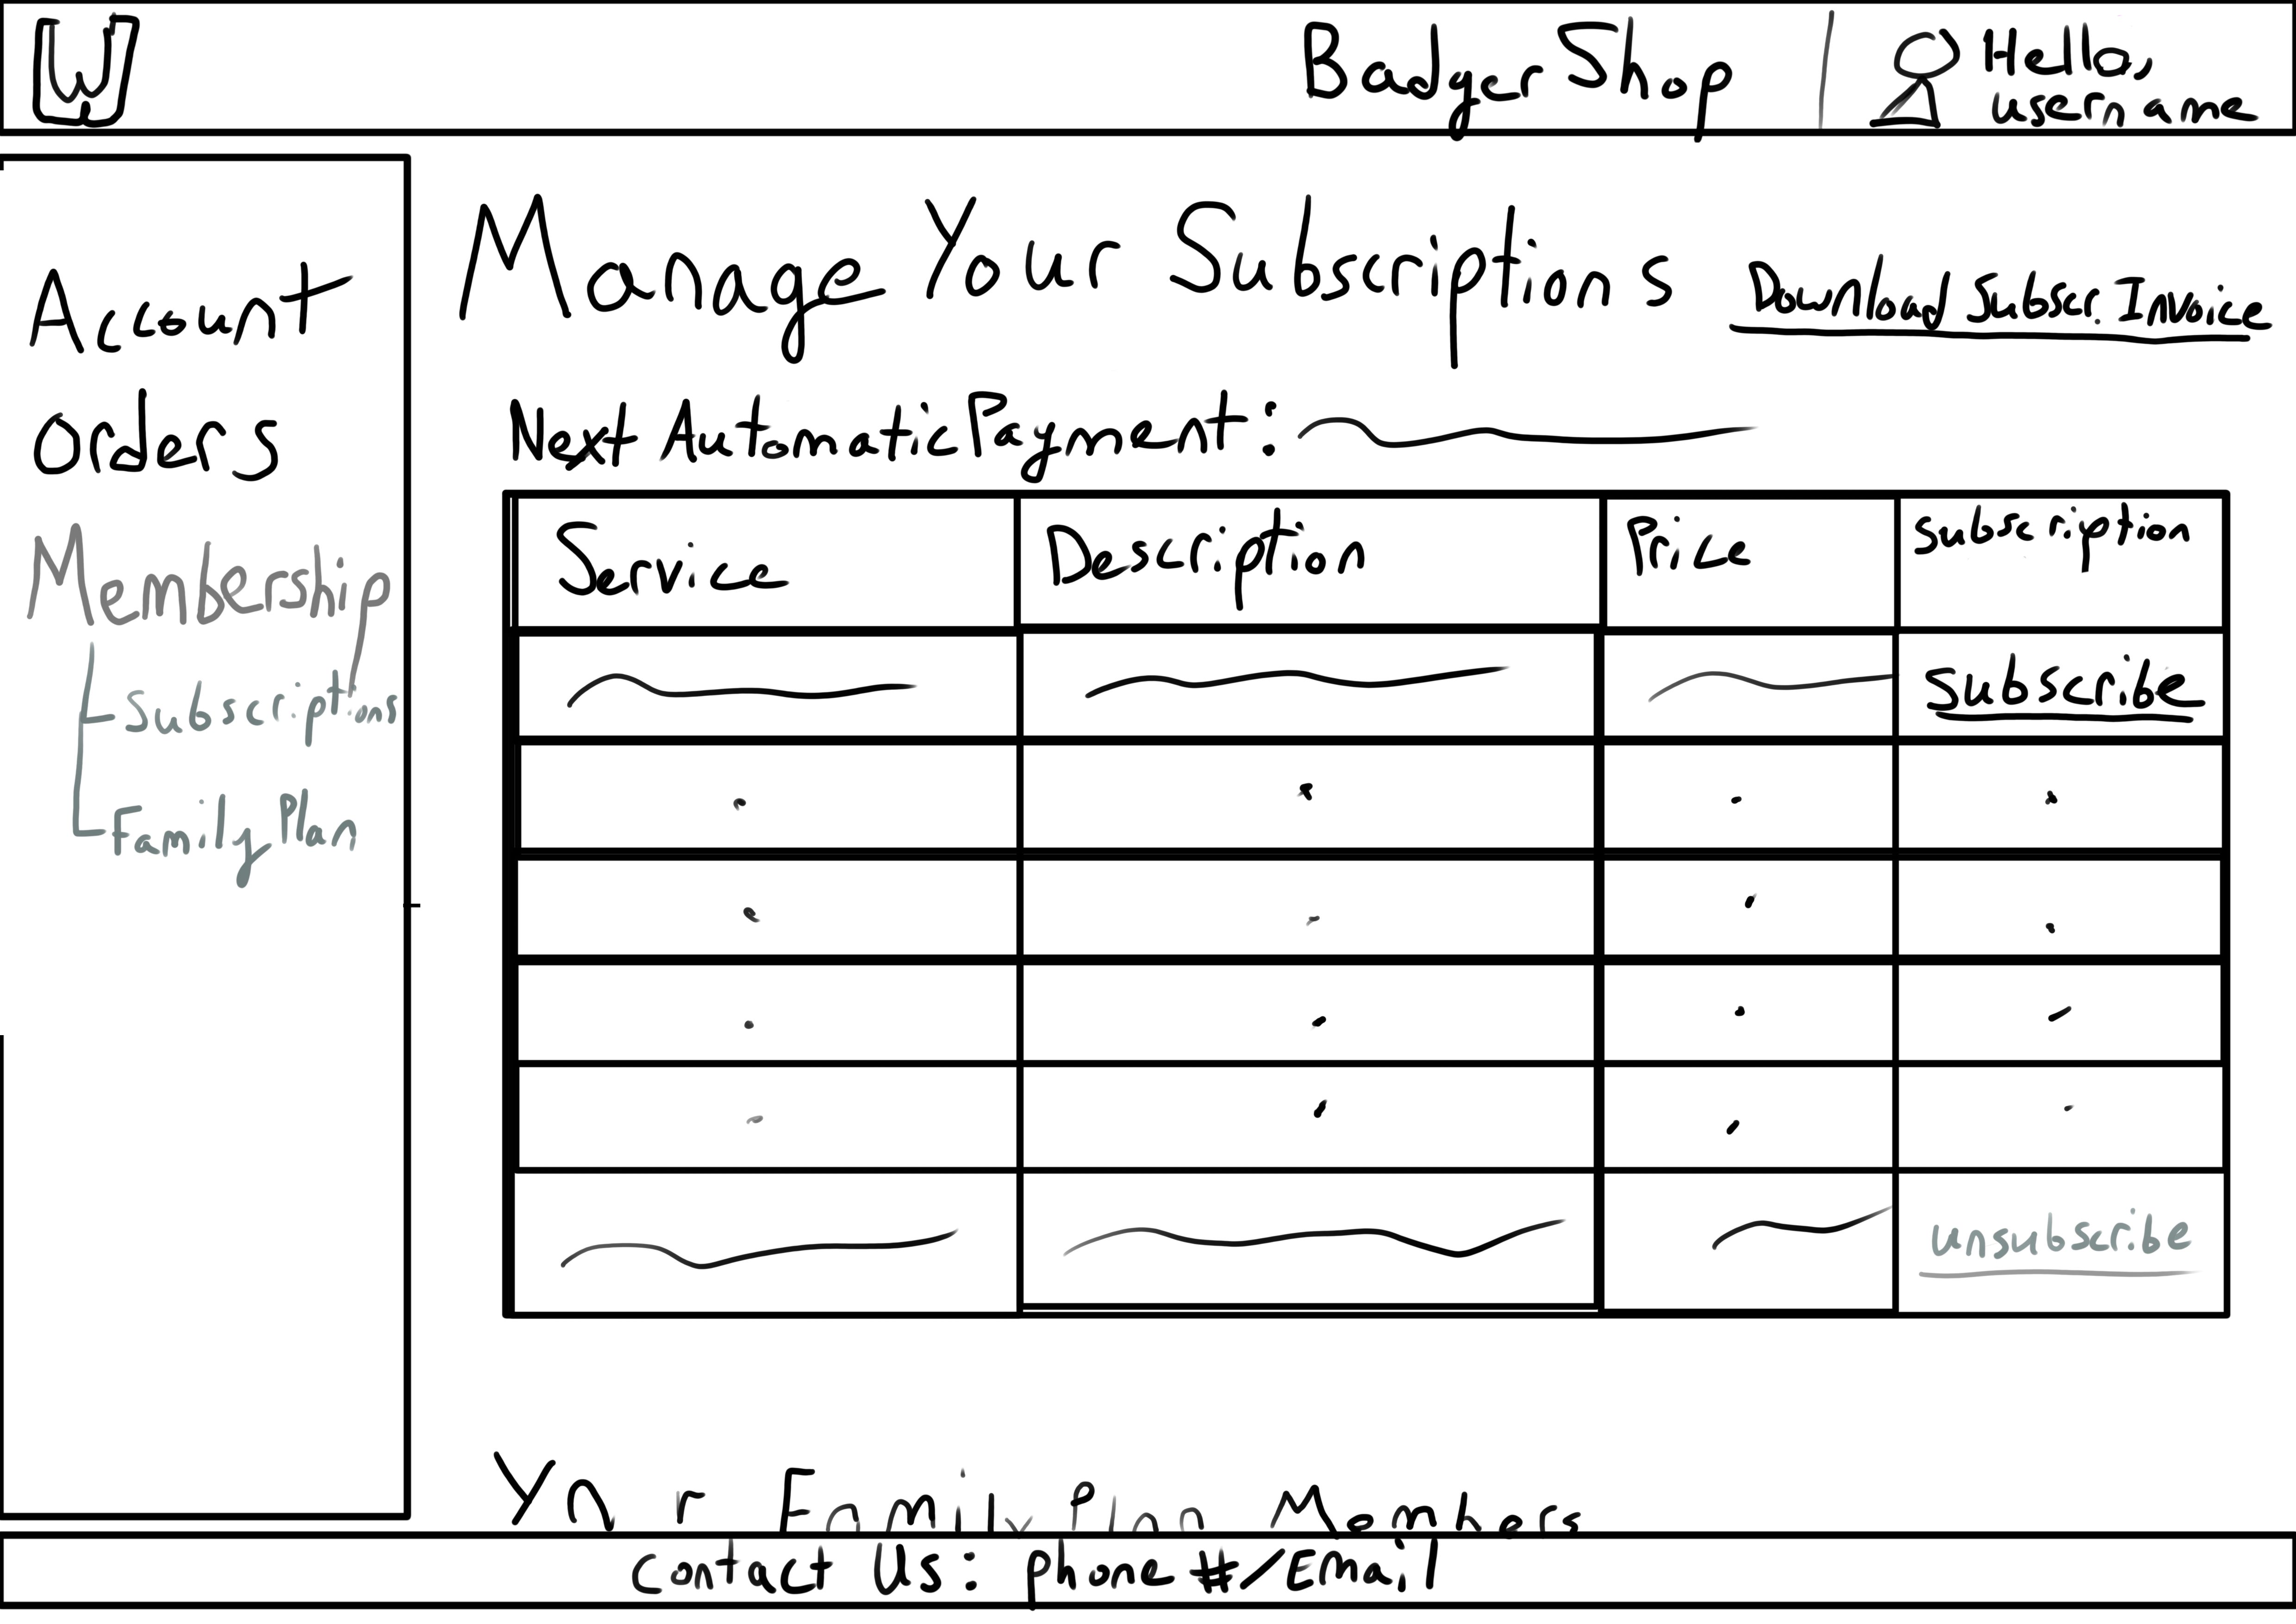 W
BadgerShop
Hello,
username
Account
Orders
Membership
Subscriptions
Family Plan
Manage Your Subscriptions
Download Subscr. Invoice
Next Automatic Payment:
Service Description Price Subscription
Subscribe
unsubscribe
Your Family Plan Members
Contact Us: phone #/Email